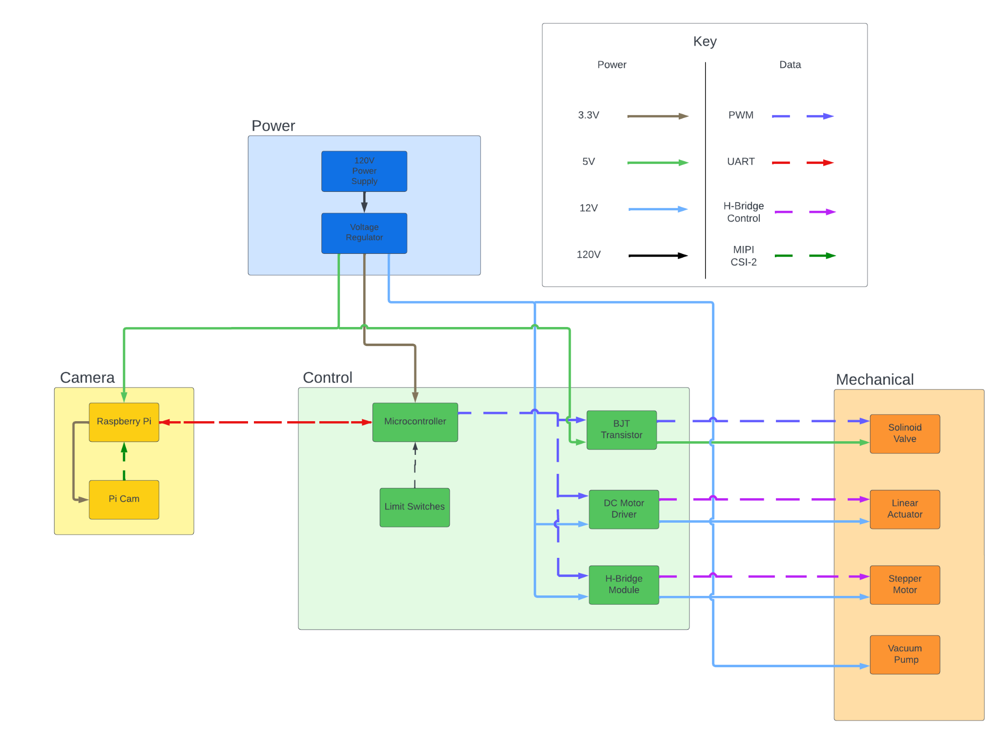 Key
Power
Data
3.3V
PWM
5V
UART
12V
H-Bridge
Control
120V
MIPI
CSI-2
Power
120V
Power
Supply
Voltage
Regulator
Camera
Raspberry Pi
Pi Cam
Control
Microcontroller
Limit Switches
BJT
Transistor
DC Motor
Driver
H-Bridge
Module
Mechanical
Solinoid
Valve
Linear
Actuator
Stepper
Motor
Vacuum
Pump